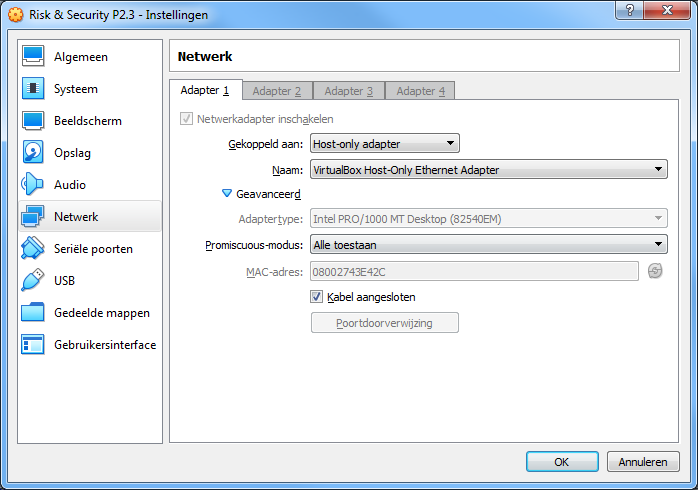 Risk & Security P2.3 - Instellingen
Algemeen
Systeem
Beeldscherm
Opslag
Audio
Netwerk
Seriële poorten
USB
Gedeelde mappen
Gebruikersinterface
Netwerk
Adapter 1 Adapter 2 Adapter 3 Adapter 4
Netwerkadapter inschakelen
Gekoppeld aan: Host-only adapter
Naam: VirtualBox Host-Only Ethernet Adapter
Geavanceerd
Adaptertype: Intel PRO/1000 MT Desktop (82540EM)
Promiscuous-modus: Alle toestaan
MAC-adres: 08002743E42C
Kabel aangesloten
Poortdoorverwijzing
OK Annuleren